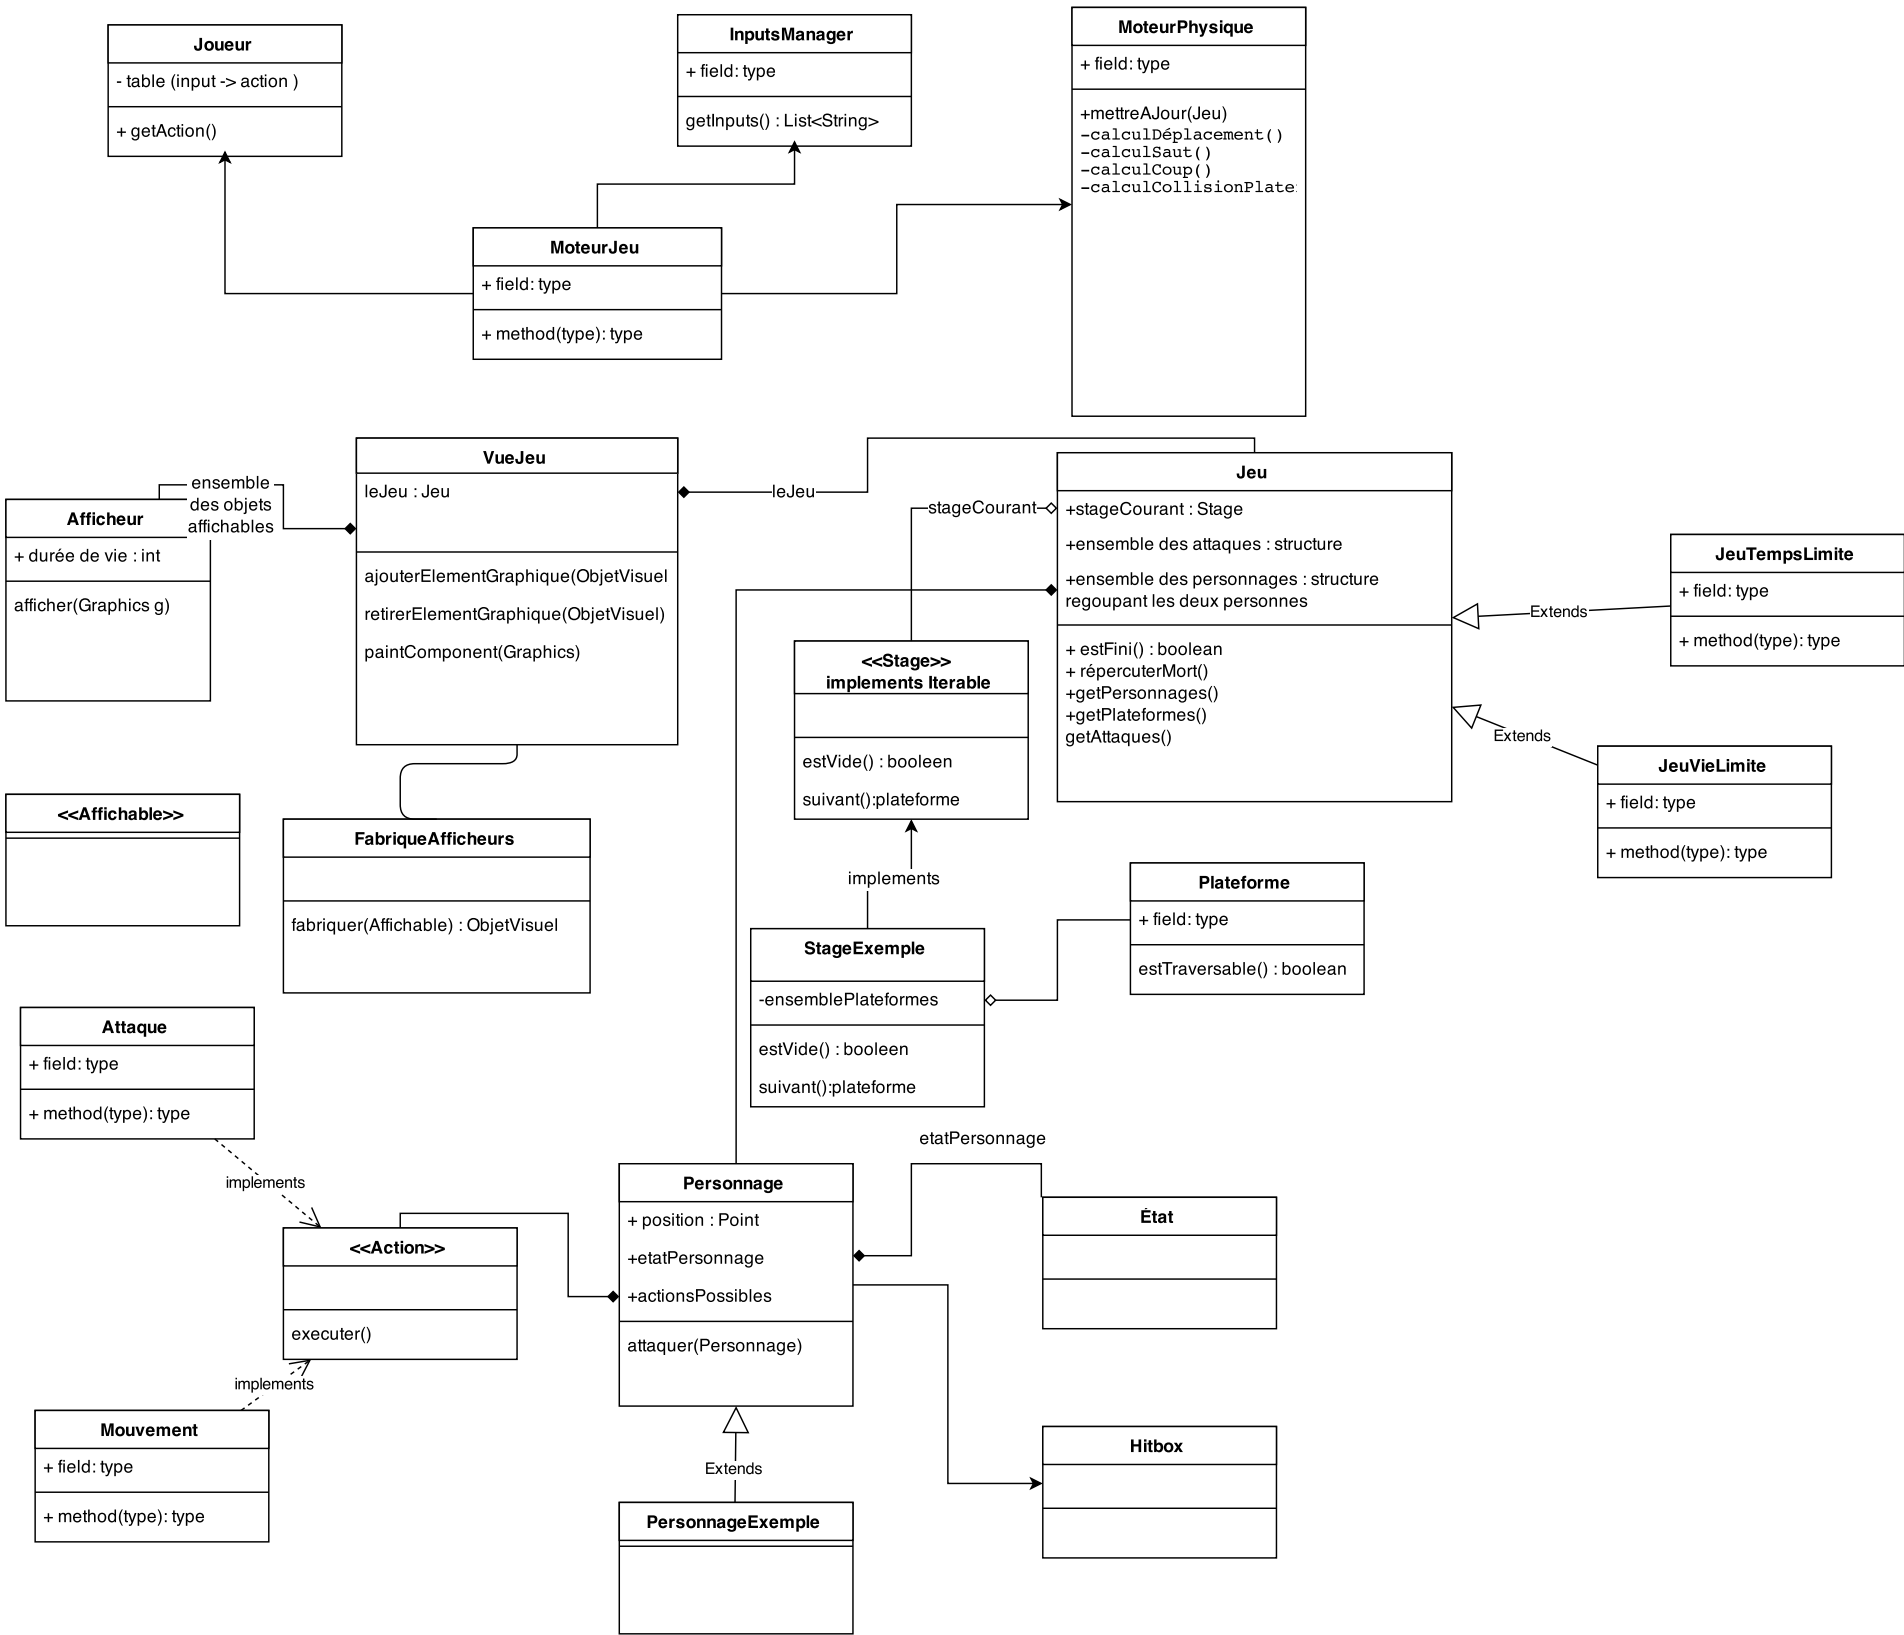 Joueur
- table (input -> action )
+ getAction()
InputsManager
+ field: type
getInputs() : List<String>
MoteurPhysique
+ field: type
+mettreAJour(Jeu)
-calculDéplacement()
-calculSaut()
-calculCoup()
-calculCollisionPlate
MoteurJeu
+ field: type
+ method(type): type
Afficheur
+ durée de vie : int
afficher(Graphics g)
ensemble
des objets
affichables
VueJeu
leJeu : Jeu
ajouterElementGraphique(ObjetVisuel
retirerElementGraphique(ObjetVisuel)
paintComponent(Graphics)
leJeu
stageCourant
Jeu
+stageCourant : Stage
+ensemble des attaques : structure
+ensemble des personnages : structure
regoupant les deux personnes
+ estFini() : boolean
+ répercuterMort()
+getPersonnages()
+getPlateformes()
getAttaques()
Extends
JeuTempsLimite
+ field: type
+ method(type): type
Extends
JeuVieLimite
+ field: type
+ method(type): type
<<Stage>>
implements Iterable
estVide() : booleen
suivant():plateforme
<<Affichable>>
FabriqueAfficheurs
fabriquer(Affichable) : ObjetVisuel
implements
StageExemple
-ensemblePlateformes
estVide() : booleen
suivant():plateforme
Plateforme
+ field: type
estTraversable() : boolean
Attaque
+ field: type
+ method(type): type
implements
<<Action>>
executer()
implements
Mouvement
+ field: type
+ method(type): type
Personnage
+ position : Point
+etatPersonnage
+actionsPossibles
attaquer(Personnage)
etatPersonnage
État
Hitbox
Extends
PersonnageExemple